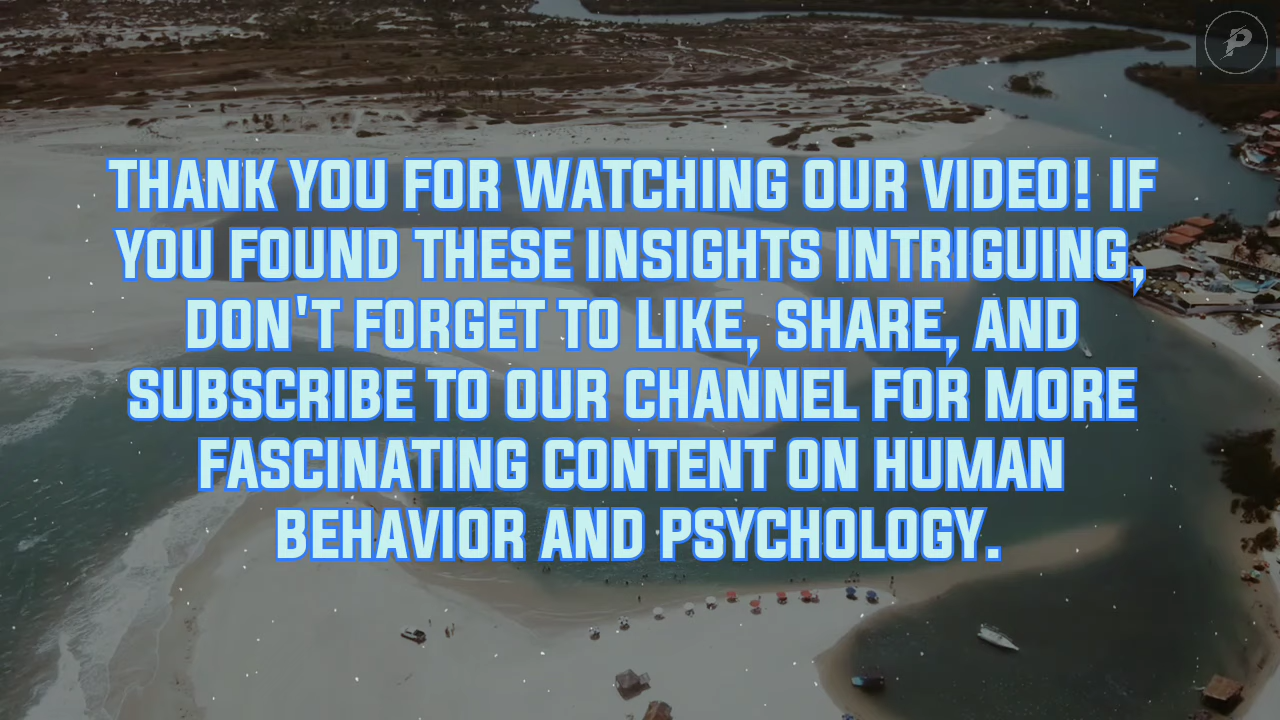 THANK YOU FOR WATCHING OUR VIDEO! IF
YOU FOUND THESE INSIGHTS INTRIGUING,
DON'T FORGET TO LIKE, SHARE, AND
SUBSCRIBE TO OUR CHANNEL FOR MORE
FASCINATING CONTENT ON HUMAN
BEHAVIOR AND PSYCHOLOGY.
P